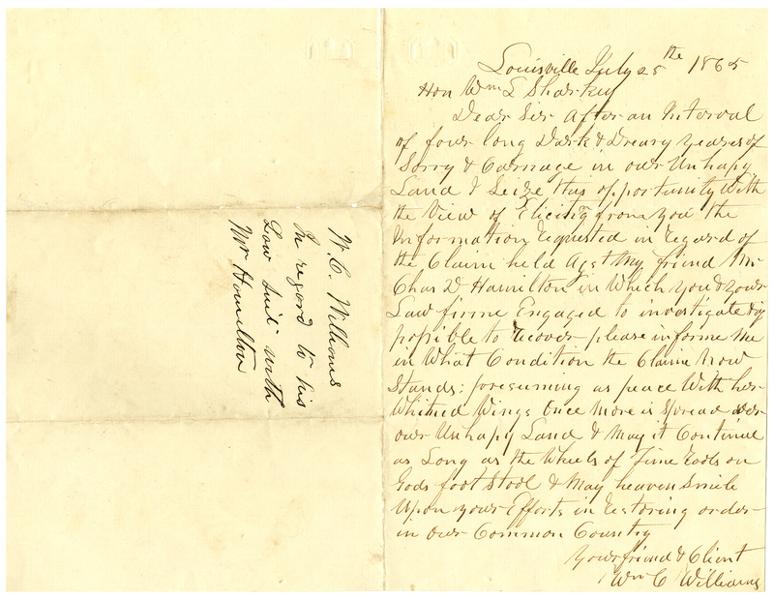 Louisville July 25th 1865
Hon Wm L Sharkey
Dear Sir After an Interval
of four long Dark & Dreary years of
Sorry & Carnage in our Unhapy
Land I Seize this opportunity With
the View of Eliciting from you the
Information Requested in Regard of
the Claim held Agst My friend Mr
Chas D Hamilton in Which you & your
Law firme Engaged to investigate & if
possible to Recover please informe Me
in What Condition the Claime Now
Stands: presuming as peace With her
Whitned Wings Once More is Spread over
our Unhapy Land & May it Continue
as Long as the Wheels of Time Rools on
Gods foot Stool & May heaven Smile
Upon your Efforts in Restoring order
in our Common Country
Your friend & Client
Wm C Williams
W. C. Williams
In regard to his
Law Suit with
Mr Hamilton